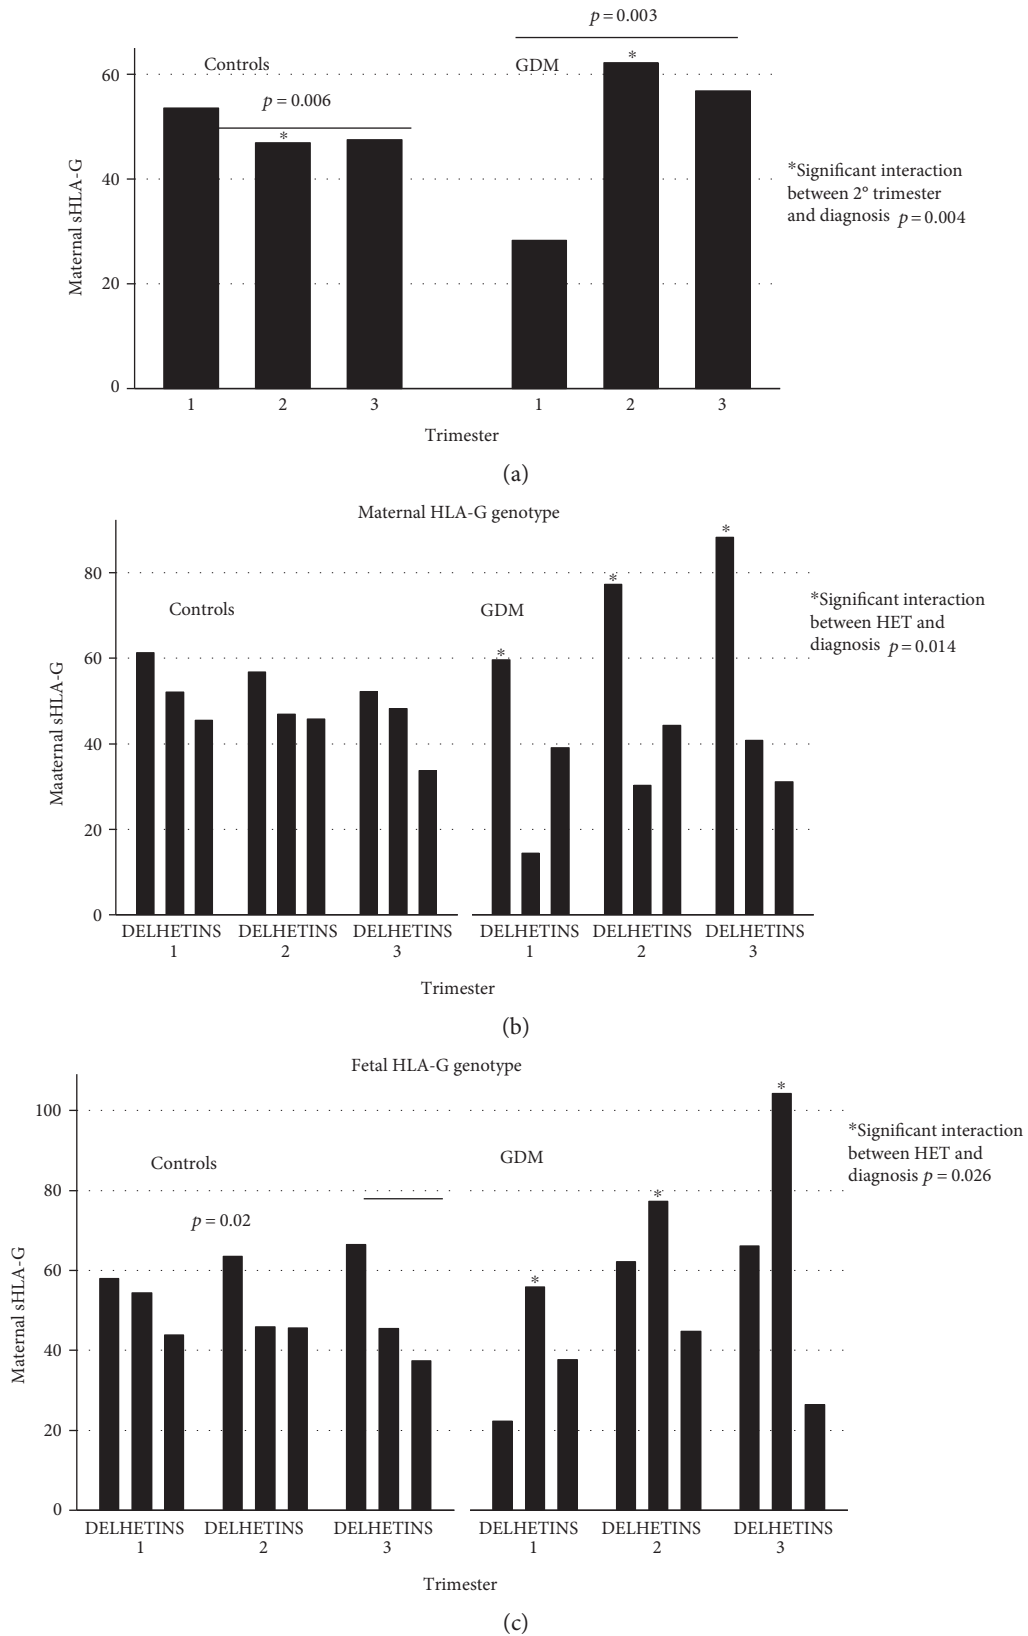 p = 0.003
Controls
GDM
p = 0.006
*
*
60
40
20
0
Maternal sHLA-G
*Significant interaction
between 2° trimester
and diagnosis p = 0.004
1 2 3 1 2 3
Trimester
(a)
Maternal HLA-G genotype
Controls
GDM
*
*
*
80
60
40
20
0
Maaternal sHLA-G
*Significant interaction
between HET and
diagnosis p = 0.014
DELHETINS DELHETINS DELHETINS DELHETINS DELHETINS DELHETINS
1 2 3 1 2 3
Trimester
(b)
Fetal HLA-G genotype
Controls
GDM
p = 0.02
*
*
*
100
80
60
40
20
0
Maternal sHLA-G
*Significant interaction
between HET and
diagnosis p = 0.026
DELHETINS DELHETINS DELHETINS DELHETINS DELHETINS DELHETINS
1 2 3 1 2 3
Trimester
(c)